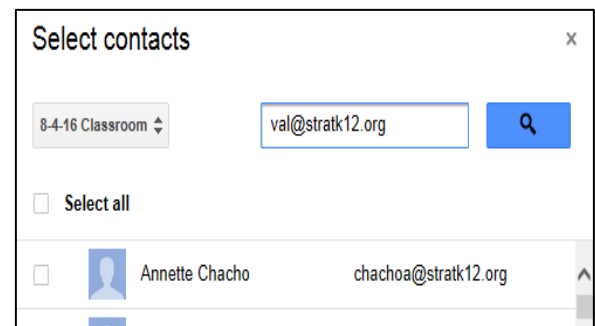 Select contacts ×
8-4-16 Classroom val@stratk12.org
Select all
Annette Chacho chachoa@stratk12.org